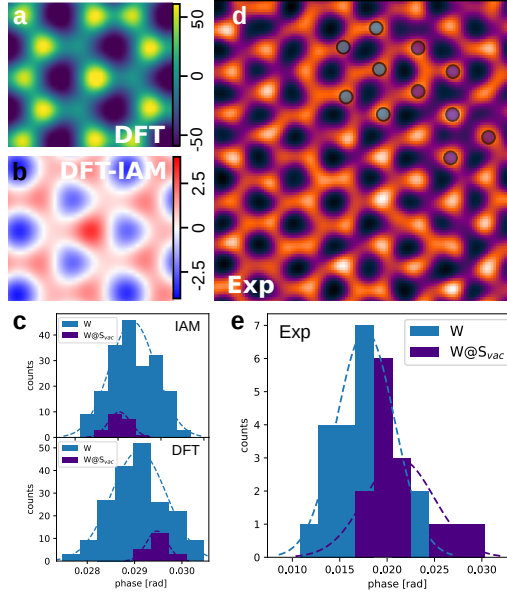 a
50
0
-50
DFT
b
DFT-IAM
2.5
0
-2.5
d
Exp
c
IAM
W
W@Svac
counts
40
30
20
10
0
DFT
W
W@Svac
counts
50
40
30
20
10
0
0.028
0.029
0.030
phase [rad]
e
Exp
W
W@Svac
counts
7
6
5
4
3
2
1
0
0.010
0.015
0.020
0.025
0.030
phase [rad]